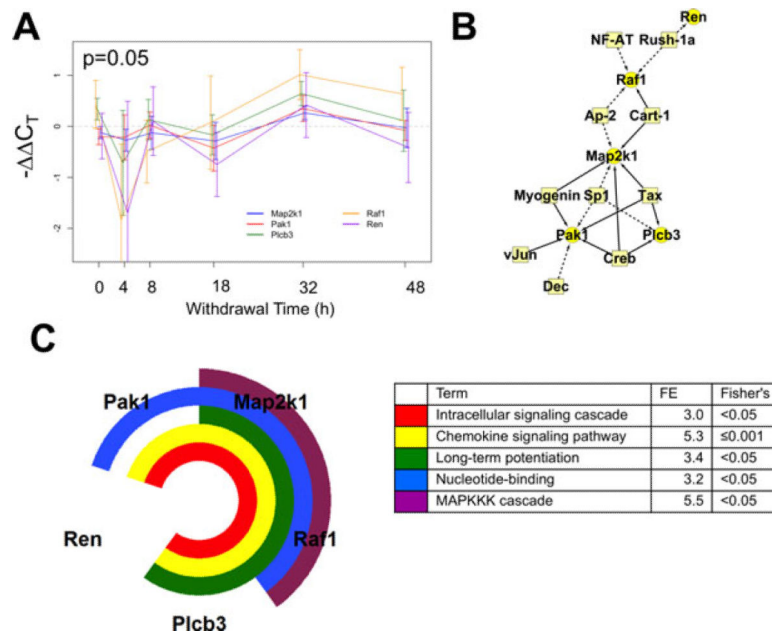 A
p=0.05
1
0
-1
-2
-ΔΔCT
Map2k1
Pak1
Plcb3
Raf1
Ren
0 4 8 18 32 48
Withdrawal Time (h)
B
Ren
NF-AT Rush-1a
Raf1
Ap-2 Cart-1
Map2k1
Myogenin Sp1 Tax
Pak1 Plcb3
vJun Creb
Dec
C
Pak1 Map2k1
Ren Raf1
Plcb3
Term FE Fisher's
Intracellular signaling cascade 3.0 <0.05
Chemokine signaling pathway 5.3 ≤0.001
Long-term potentiation 3.4 <0.05
Nucleotide-binding 3.2 <0.05
MAPKKK cascade 5.5 <0.05